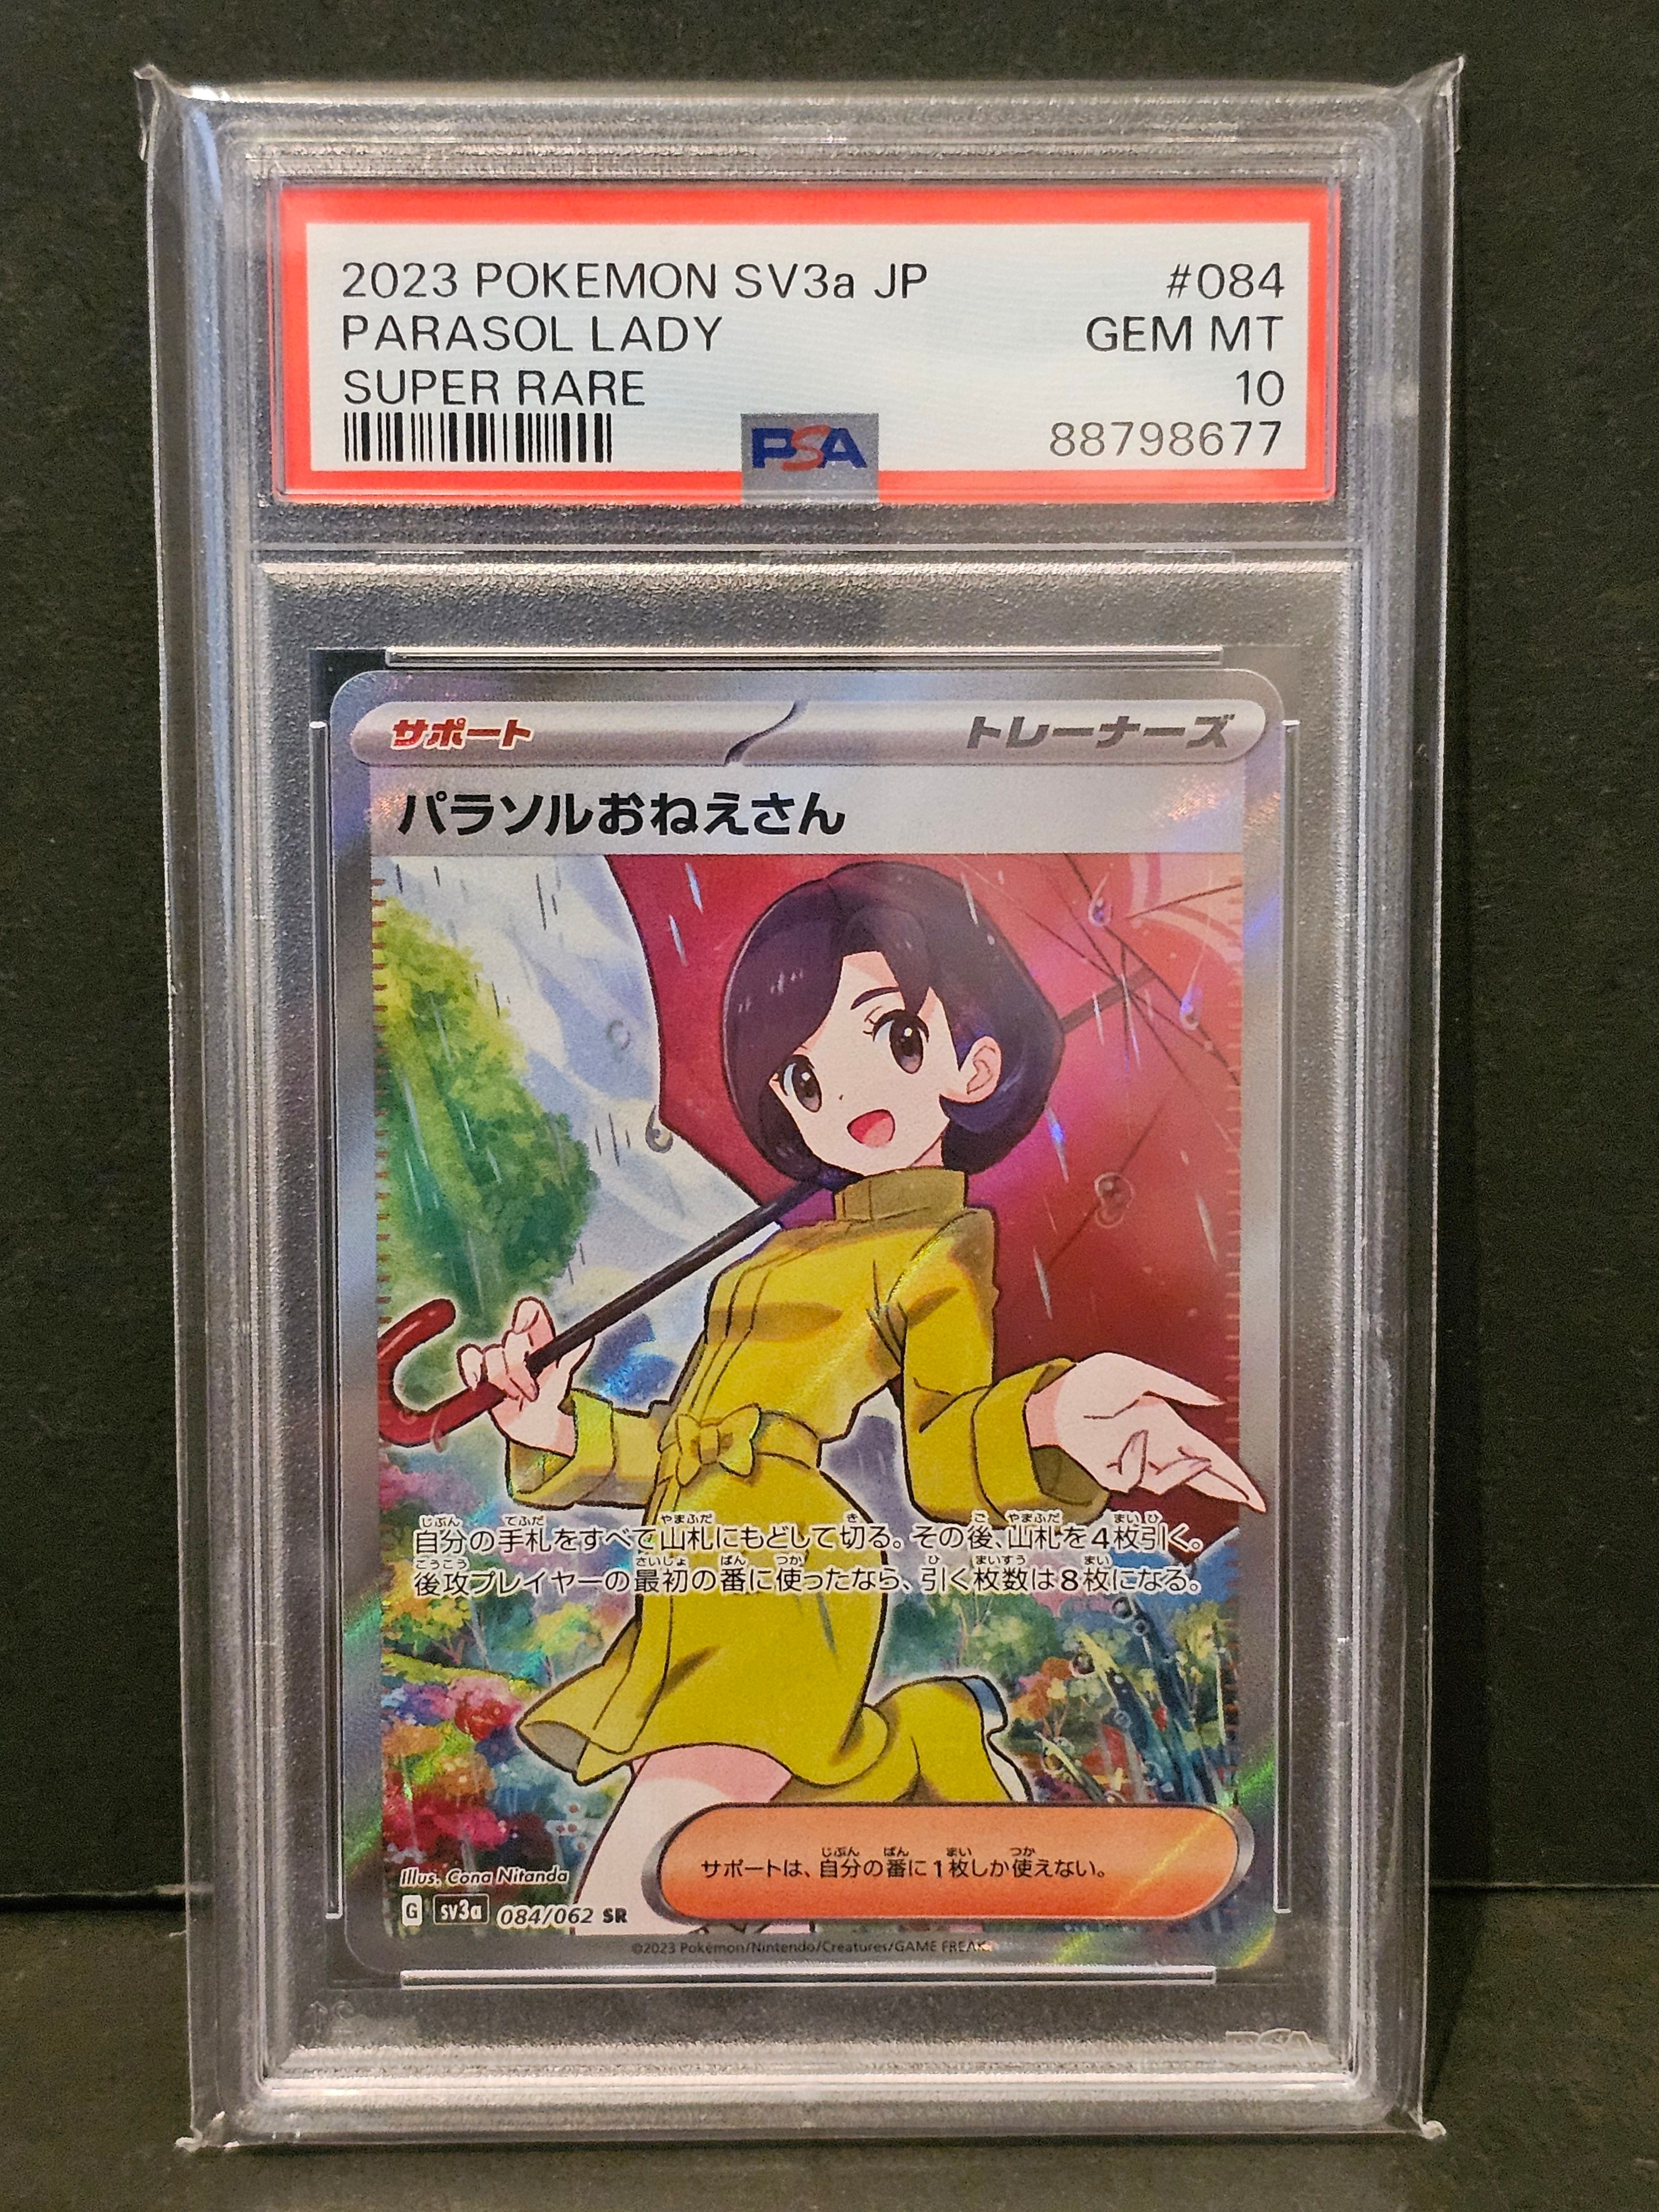 2023 POKEMON SV3a JP #084
PARASOL LADY GEM MT
SUPER RARE 10
PSA 88798677
サポート トレーナーズ
パラソルおねえさん
自分の手札をすべて山札にもどして切る。その後、山札を4枚引く。
後攻プレイヤーの最初の番に使ったなら、引く枚数は8枚になる。
サポートは、自分の番に1枚しか使えない。
Illus. Cona Nitanda
G sv3a 084/062 SR
©2023 Pokémon/Nintendo/Creatures/GAME FREAK
PSA